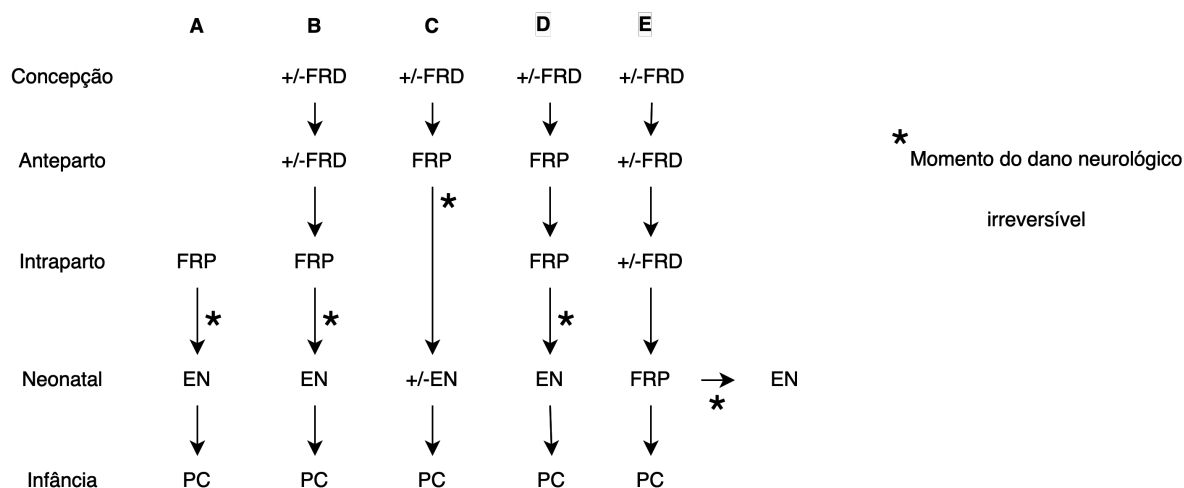 A B C D E
Concepção +/-FRD +/-FRD +/-FRD +/-FRD
Anteparto +/-FRD FRP FRP +/-FRD
* Momento do dano neurológico
irreversível
*
Intraparto FRP FRP FRP +/-FRD
* * *
Neonatal EN EN +/-EN EN FRP EN
*
Infância PC PC PC PC PC